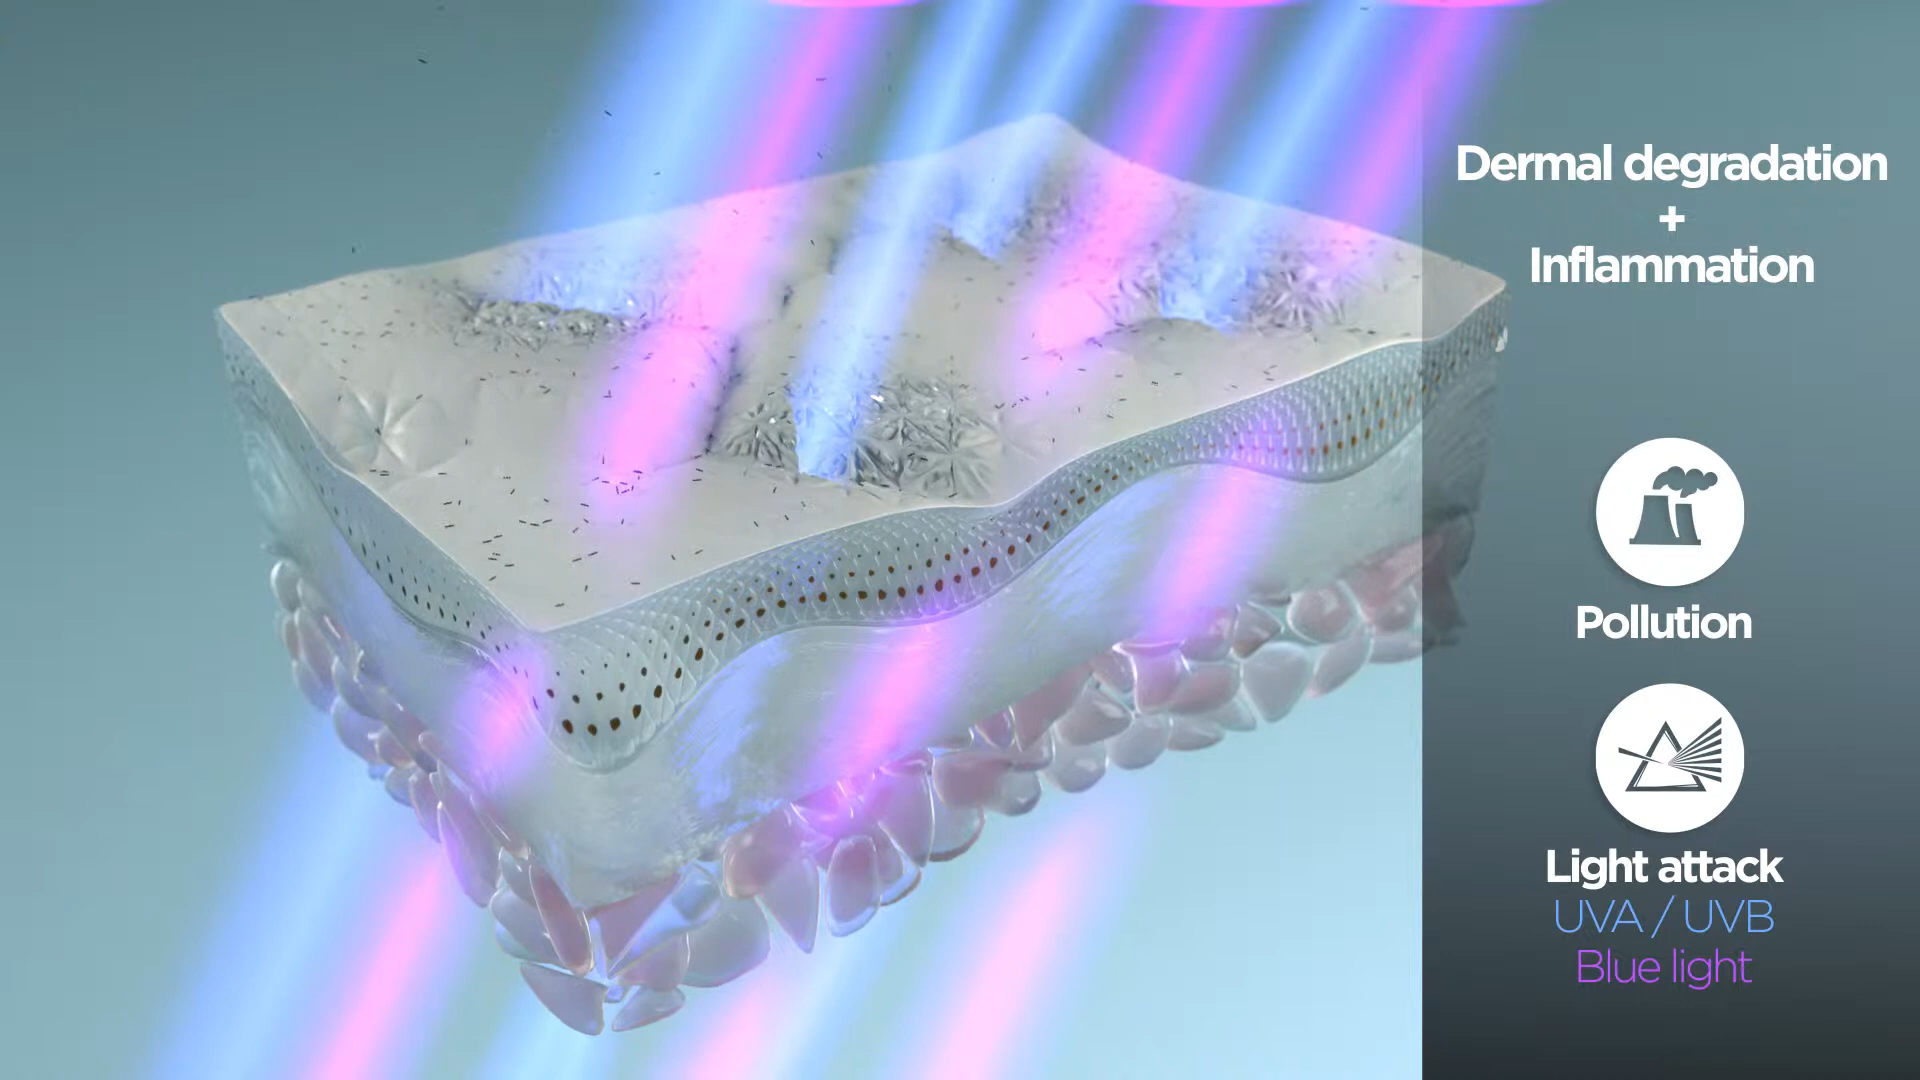 Dermal degradation
+
Inflammation
Pollution
Light attack
UVA / UVB
Blue light